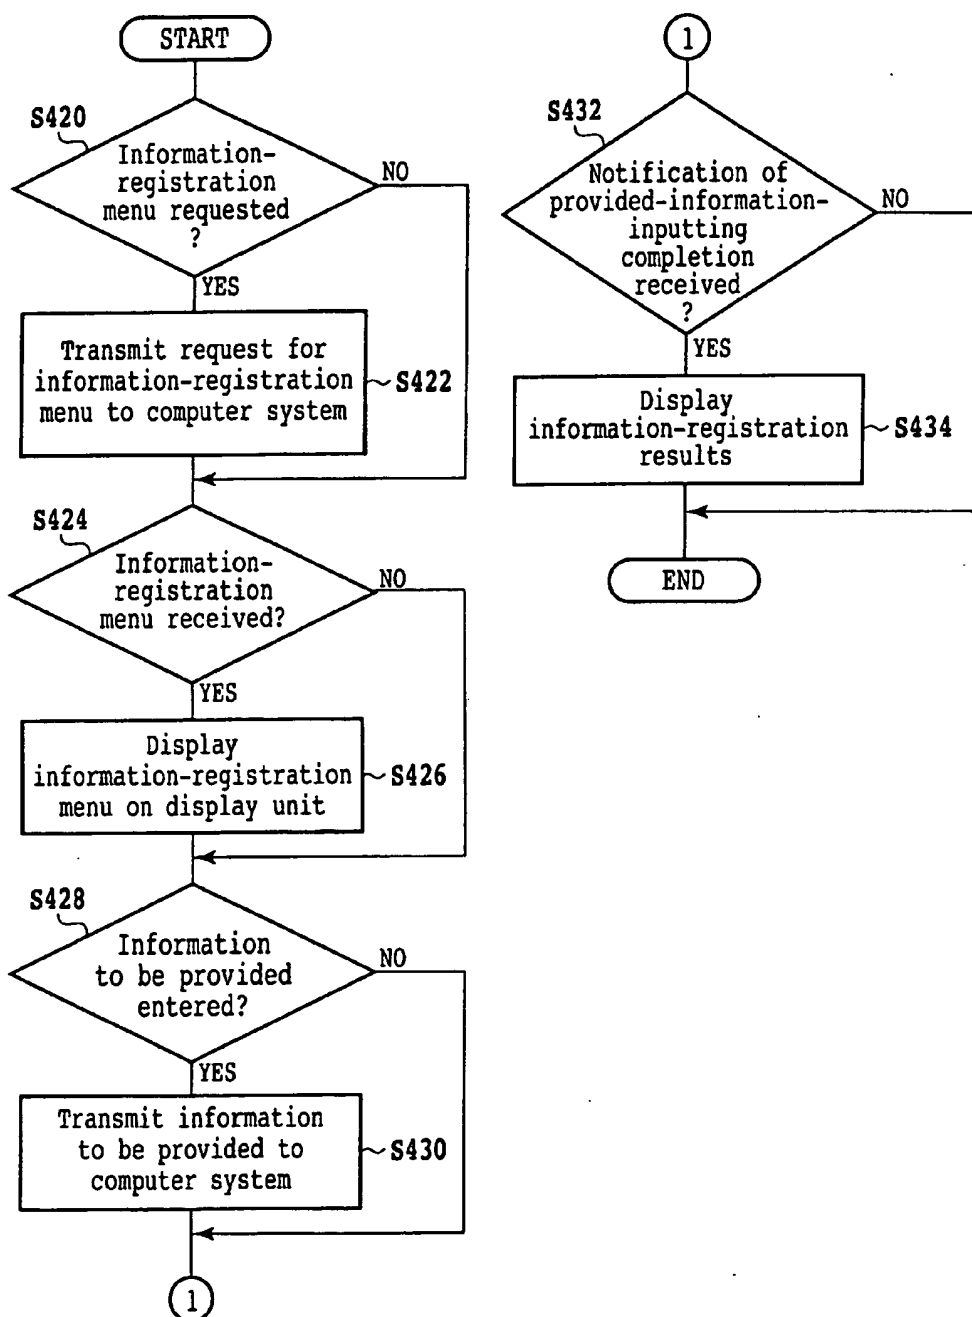 START
S420
Information-
registration
menu requested
?
NO
YES
Transmit request for
information-registration
menu to computer system
S422
S424
Information-
registration
menu received?
NO
YES
Display
information-registration
menu on display unit
S426
S428
Information
to be provided
entered?
NO
YES
Transmit information
to be provided to
computer system
S430
1
1
S432
Notification of
provided-information-
inputting
completion
received
?
NO
YES
Display
information-registration
results
S434
END